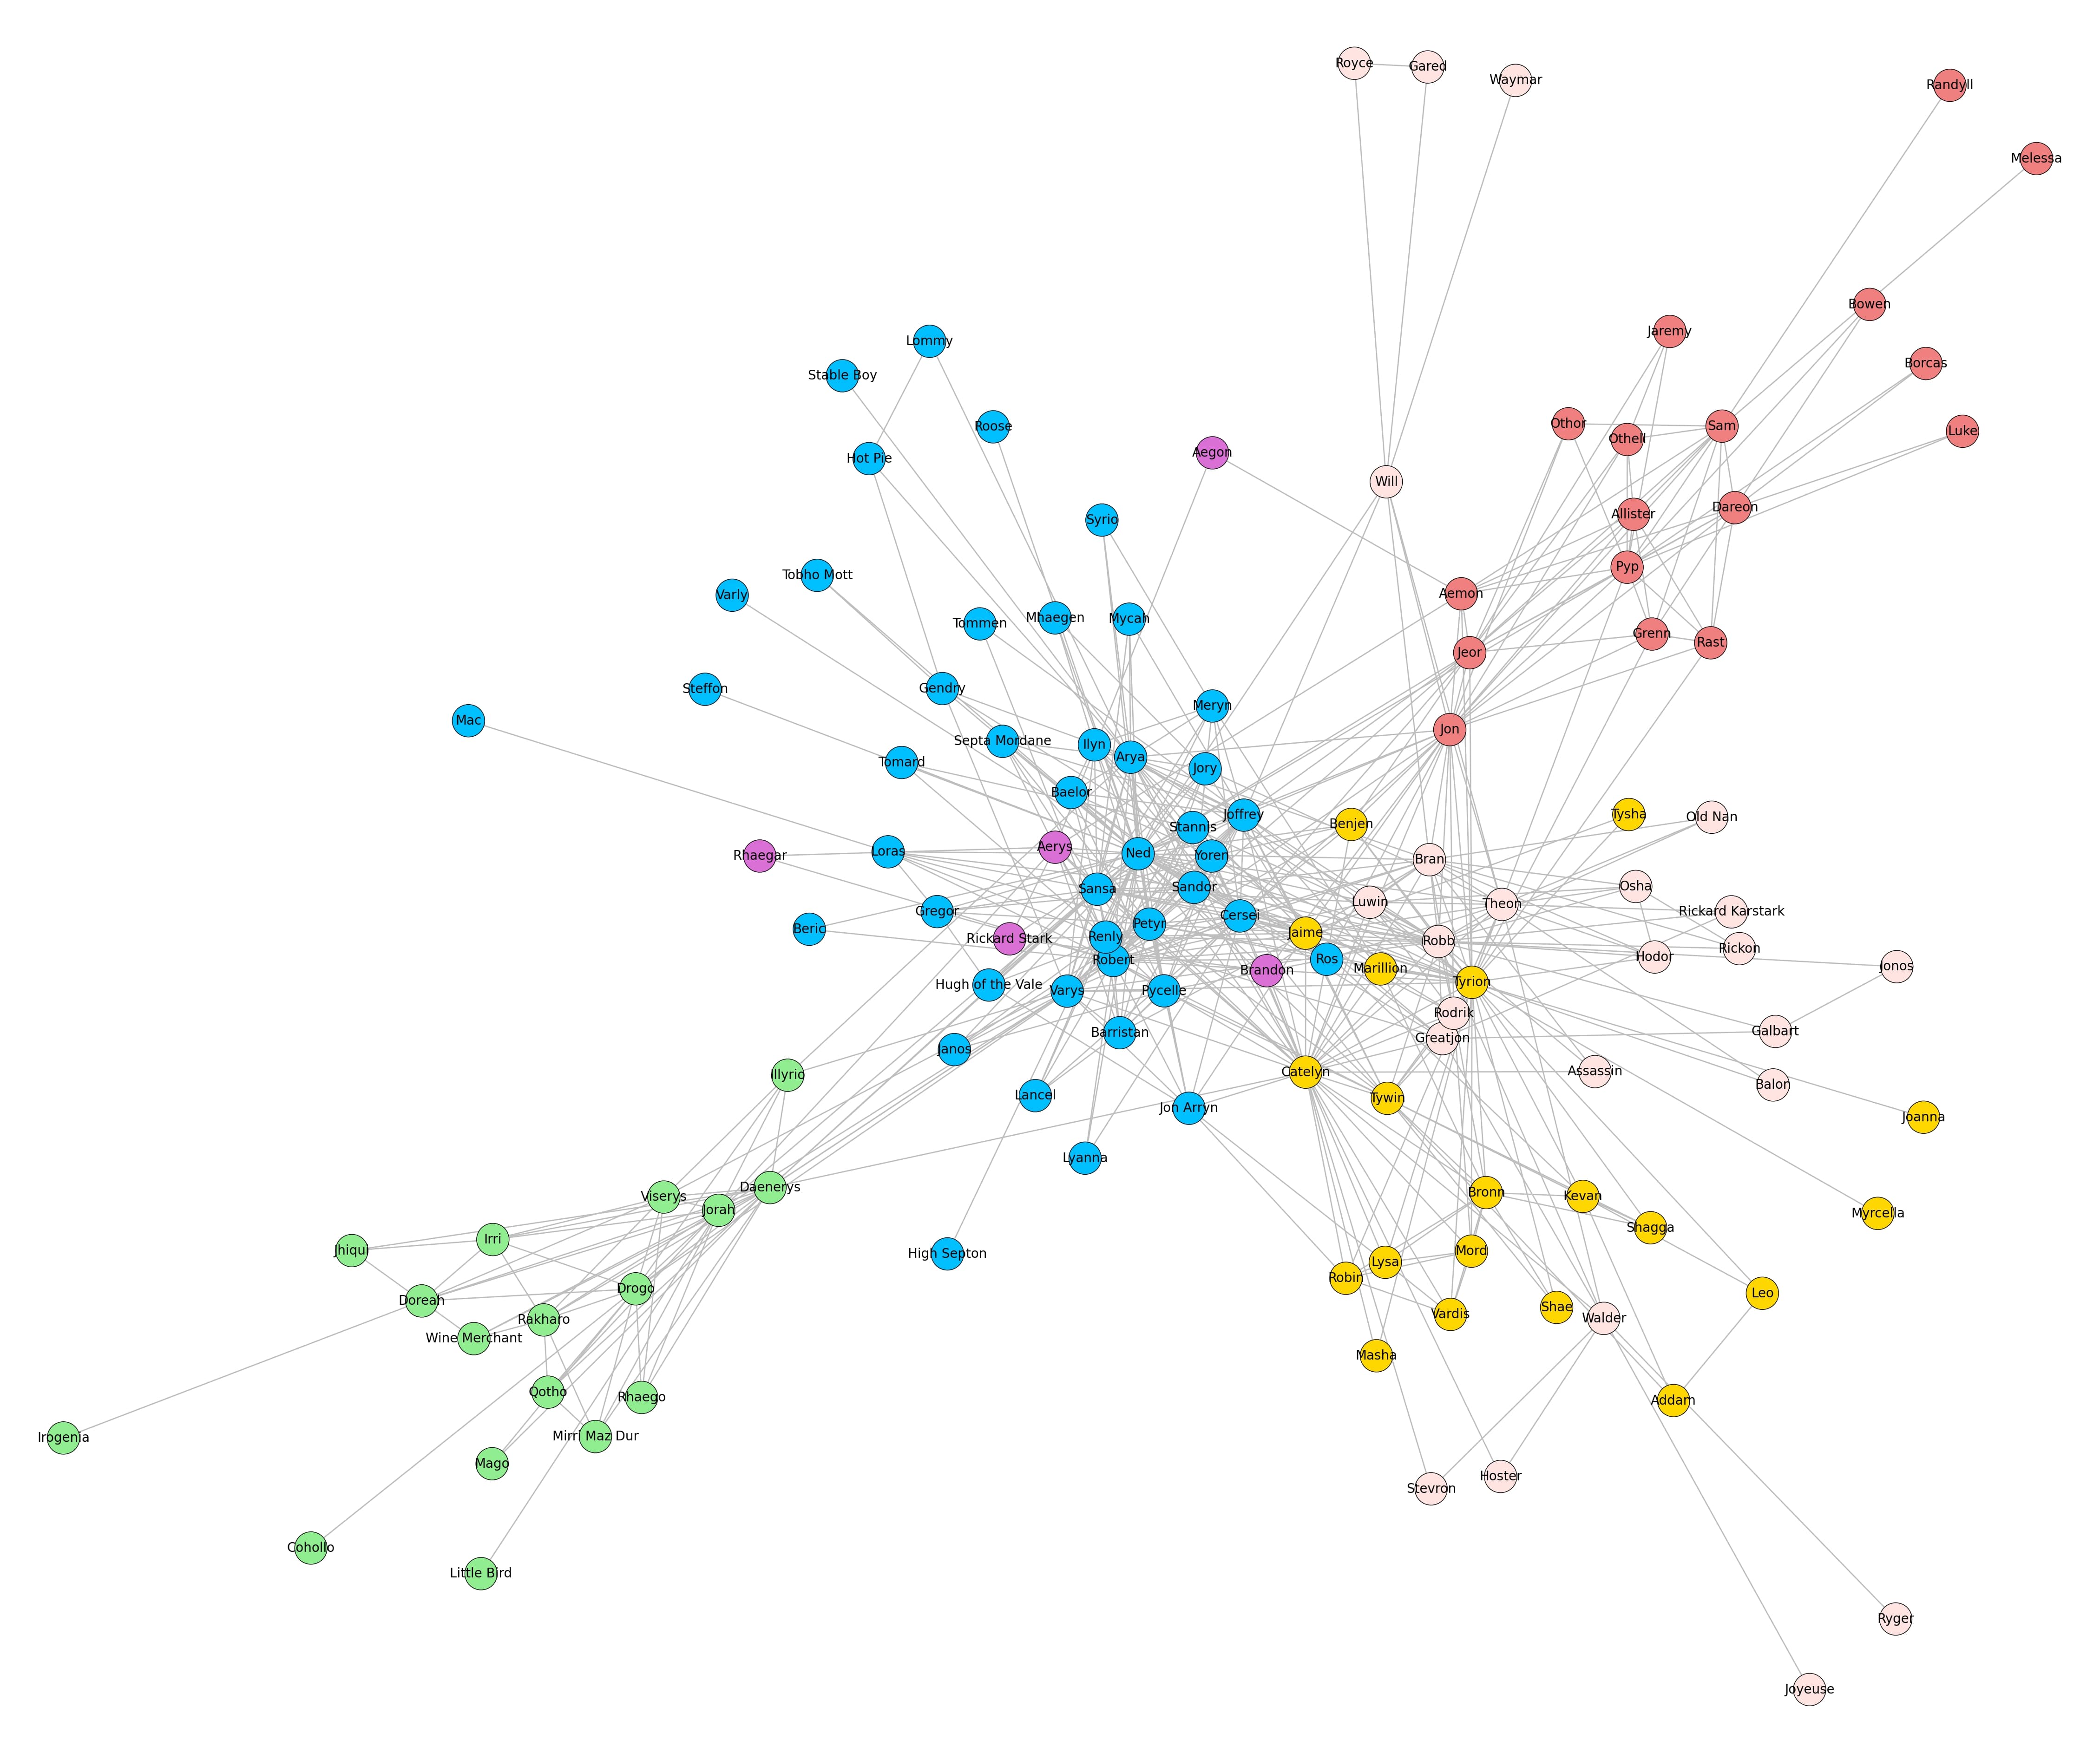 Royce
Gared
Waymar
Randyll
Melessa
Bowen
Jaremy
Lommy
Borcas
Stable Boy
Othor
Sam
Roose
Luke
Othell
Aegon
Hot Pie
Will
Dareon
Allister
Syrio
Pyp
Tobho Mott
Aemon
Varly
Mhaegen
Mycah
Tommen
Grenn
Rast
Jeor
Gendry
Steffon
Meryn
Mac
Jon
Septa Mordane
Ilyn
Arya
Tomard
Jory
Baelor
Joffrey
Tysha
Old Nan
Benjen
Stannis
Aerys
Loras
Ned
Yoren
Rhaegar
Bran
Osha
Sandor
Sansa
Luwin
Theon
Gregor
Rickard Karstark
Cersei
Petyr
Beric
Jaime
Renly
Rickard Stark
Robb
Rickon
Hodor
Robert
Ros
Jonos
Marillion
Brandon
Tyrion
Hugh of the Vale
Varys
Pycelle
Rodrik
Barristan
Galbart
Greatjon
Janos
Assassin
Catelyn
Illyrio
Balon
Lancel
Tywin
Jon Arryn
Joanna
Lyanna
Daenerys
Viserys
Bronn
Kevan
Jorah
Myrcella
Shagga
Irri
Jhiqui
Mord
High Septon
Lysa
Robin
Drogo
Leo
Doreah
Shae
Vardis
Walder
Rakharo
Wine Merchant
Masha
Qotho
Rhaego
Addam
Mirri Maz Dur
Irogenia
Mago
Hoster
Stevron
Cohollo
Little Bird
Ryger
Joyeuse